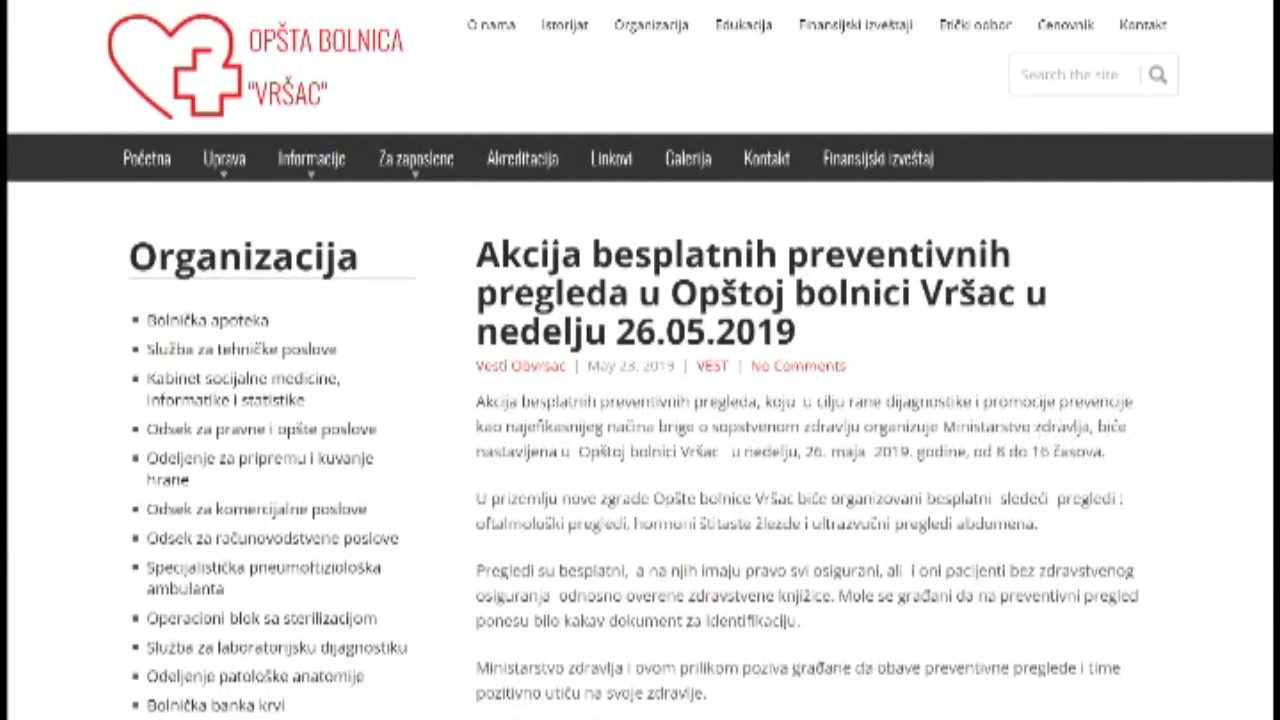 OPŠTA BOLNICA
"VRŠAC"
O nama Istorijat Organizacija Edukacija Finansijski izveštaji Etički odbor Cenovnik Kontakt
Search the site
Početna Uprava Informacije Za zaposlene Akreditacija Linkovi Galerija Kontakt Finansijski izveštaj
Organizacija
Bolnička apoteka
Služba za tehničke poslove
Kabinet socijalne medicine,
informatike i statistike
Odsek za pravne i opšte poslove
Odeljenje za pripremu i kuvanje
hrane
Odsek za komercijalne poslove
Odsek za računovodstvene poslove
Specijalistička pneumoftiziološka
ambulanta
Operacioni blok sa sterilizacijom
Služba za laboratorijsku dijagnostiku
Odeljenje patološke anatomije
Bolnička banka krvi
Akcija besplatnih preventivnih
pregleda u Opštoj bolnici Vršac u
nedelju 26.05.2019
Vesti Obvrsac | May 23, 2019 | VEST | No Comments
Akcija besplatnih preventivnih pregleda, koju u cilju rane dijagnostike i promocije prevencije
kao najefikasnijeg načina brige o sopstvenom zdravlju organizuje Ministarstvo zdravlja, biće
nastavljena u Opštoj bolnici Vršac u nedelju, 26. maja 2019. godine, od 8 do 16 časova.
U prizemlju nove zgrade Opšte bolnice Vršac biće organizovani besplatni sledeći pregledi :
oftalmološki pregledi, hormoni štitaste žlezde i ultrazvučni pregledi abdomena.
Pregledi su besplatni, a na njih imaju pravo svi osigurani, ali i oni pacijenti bez zdravstvenog
osiguranja odnosno overene zdravstvene knjižice. Mole se građani da na preventivni pregled
ponesu bilo kakav dokument za identifikaciju.
Ministarstvo zdravlja i ovom prilikom poziva građane da obave preventivne preglede i time
pozitivno utiču na svoje zdravlje.